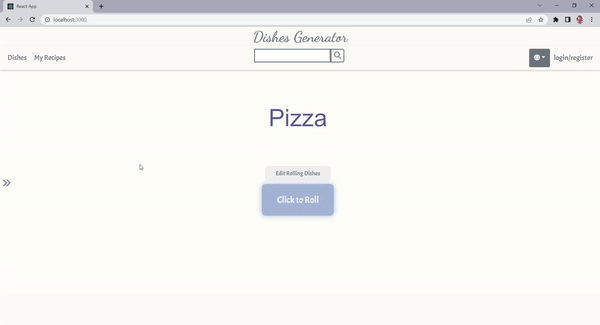 React App
localhost:3000
Dishes Generator
Dishes My Recipes
login/register
Pizza
Edit Rolling Dishes
Click to Roll